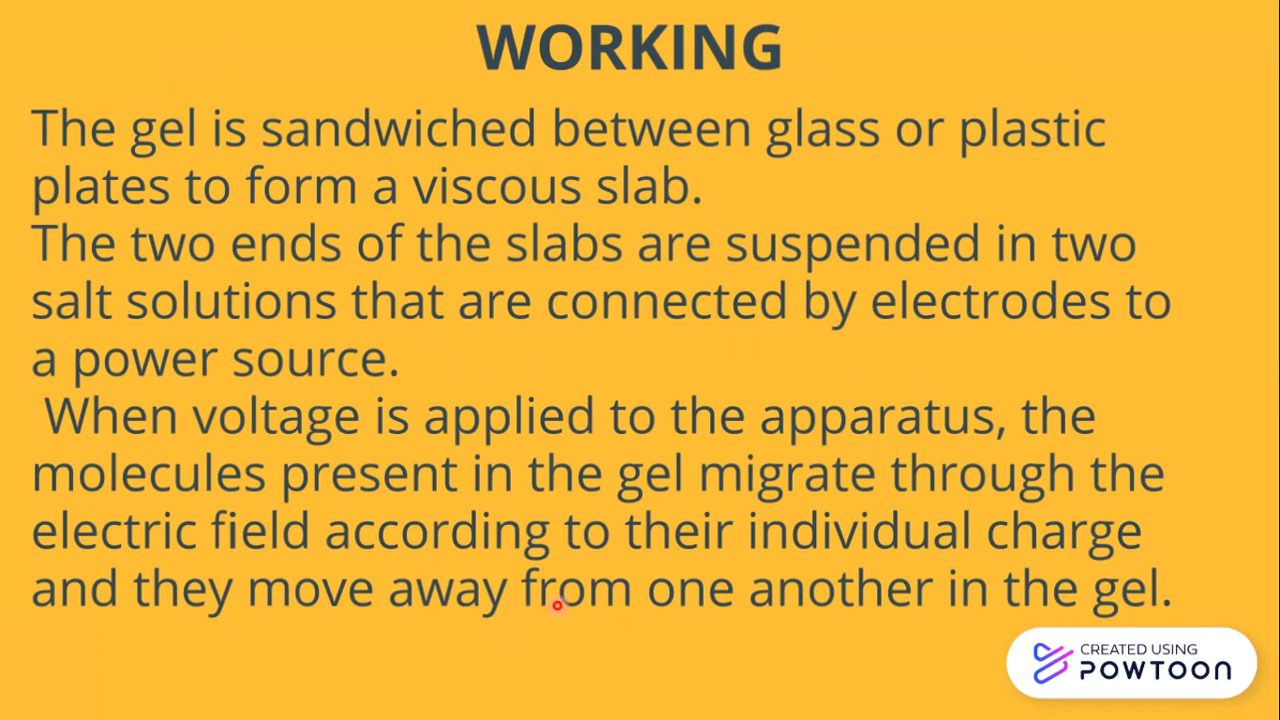 WORKING
The gel is sandwiched between glass or plastic
plates to form a viscous slab.
The two ends of the slabs are suspended in two
salt solutions that are connected by electrodes to
a power source.
When voltage is applied to the apparatus, the
molecules present in the gel migrate through the
electric field according to their individual charge
and they move away from one another in the gel.
CREATED USING
POWTOON